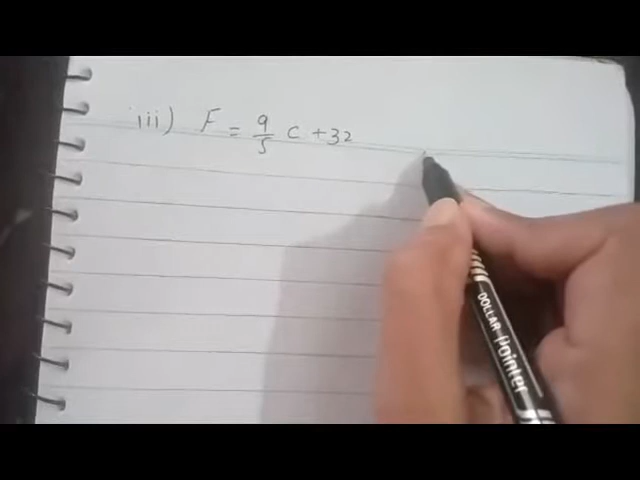 iii) F = 9/5 C + 32
DOLLAR Pointer